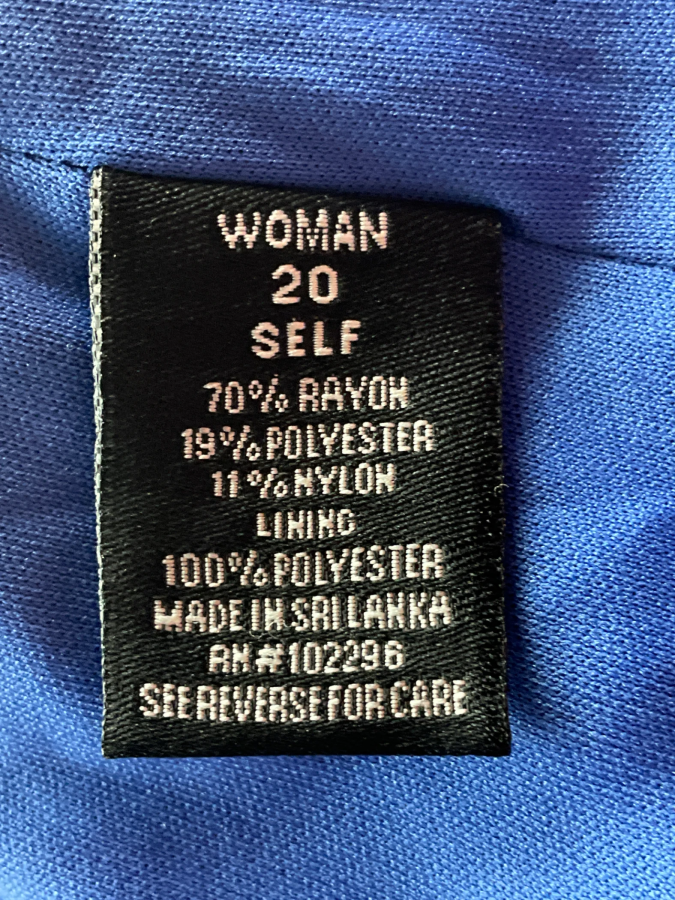 WOMAN
20
SELF
70% RAYON
19% POLYESTER
11% NYLON
LINING
100% POLYESTER
MADE IN SRI LANKA
RN#102296
SEE REVERSE FOR CARE